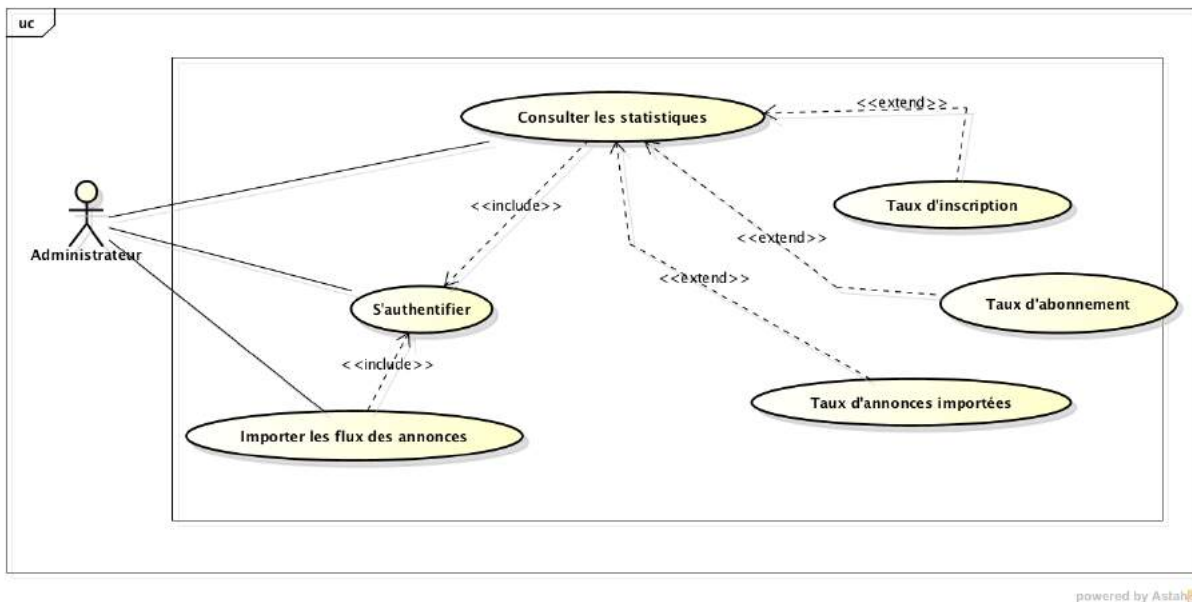 uc
Consulter les statistiques
<<extend>>
Taux d'inscription
<<include>>
<<extend>>
Administrateur
<<extend>>
S'authentifier
Taux d'abonnement
<<include>>
Taux d'annonces importées
Importer les flux des annonces
powered by Astah